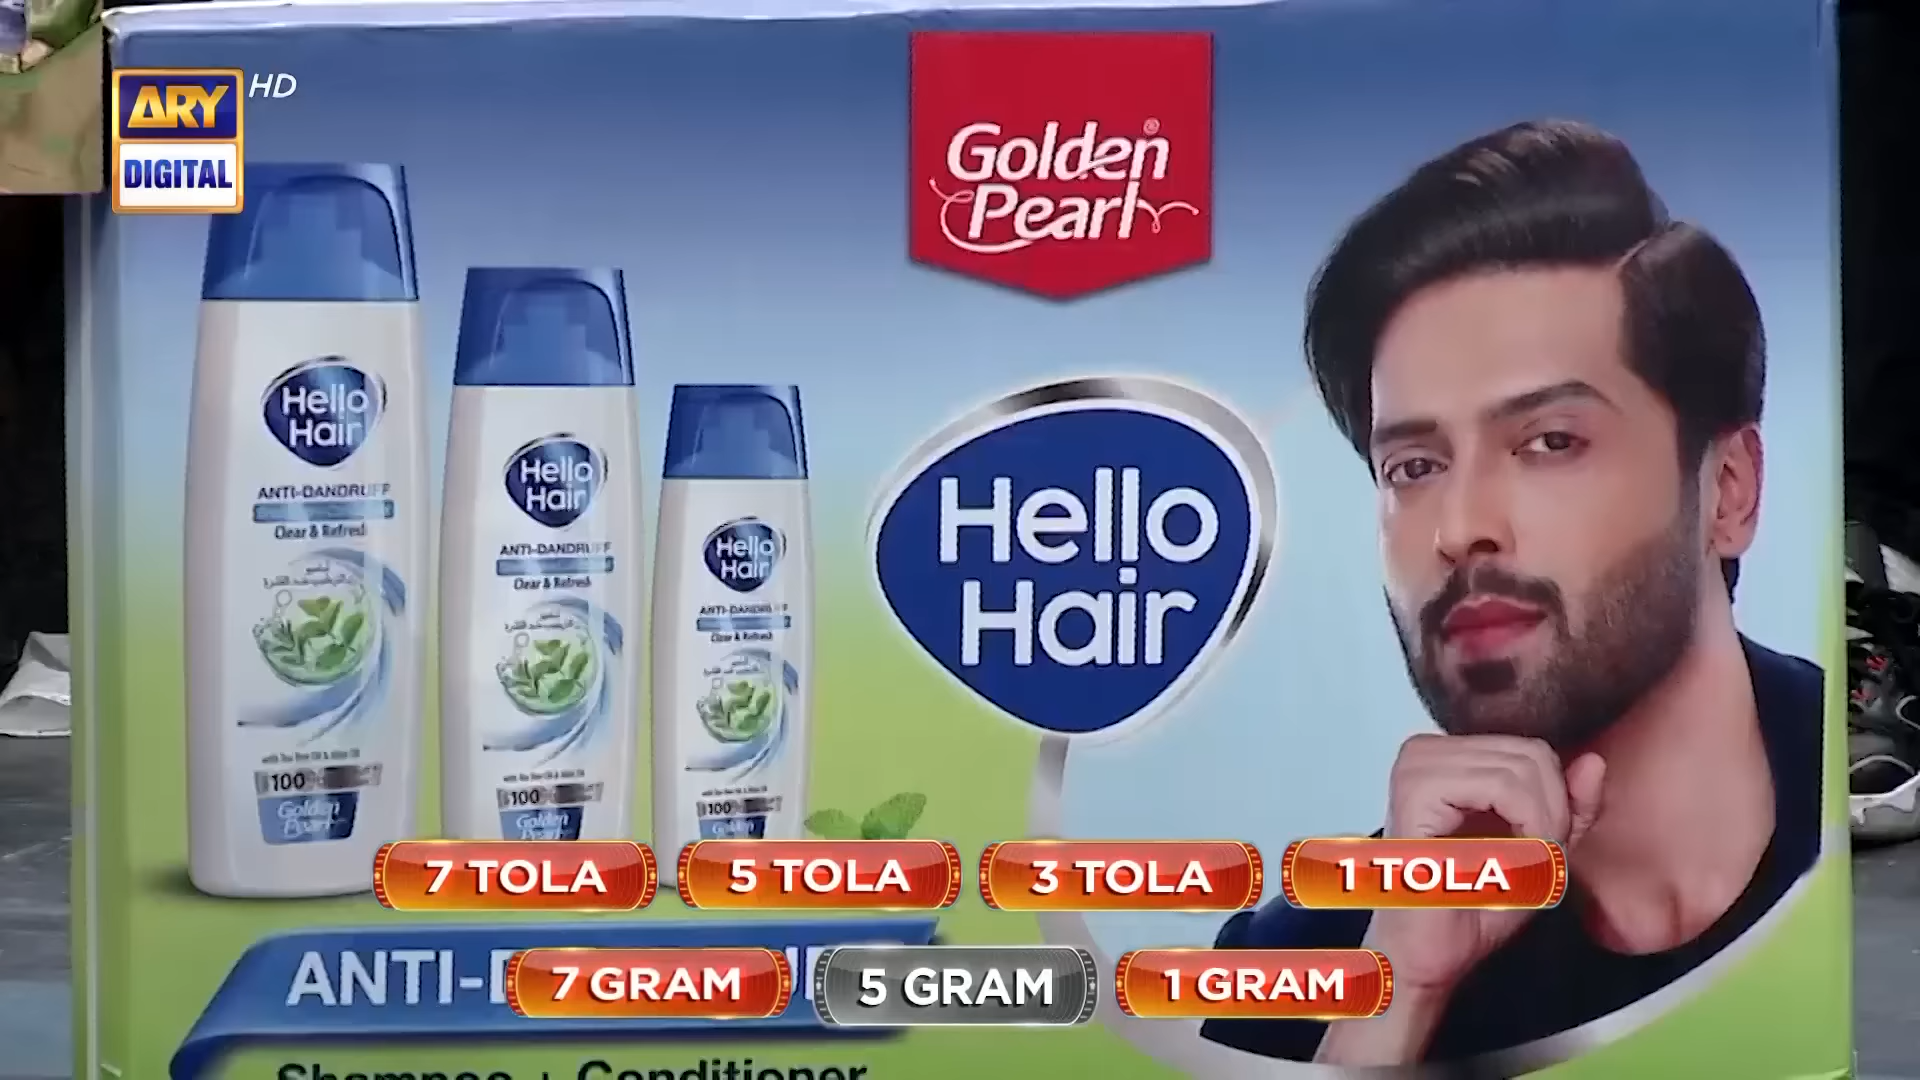 ARY
DIGITAL
HD
Golden
Pearl
Hello
Hair
Hello
Hair
ANTI-DANDRUFF
Clear & Refresh
100%
Golden
Pearl
Hello
Hair
ANTI-DANDRUFF
Clear & Refresh
100%
Golden
Pearl
Hello
Hair
ANTI-DANDRUFF
Clear & Refresh
100%
Golden
7 TOLA
5 TOLA
3 TOLA
1 TOLA
ANTI-
7 GRAM
5 GRAM
1 GRAM
Shampoo + Conditioner